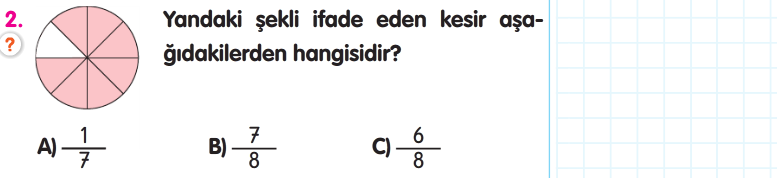 2. Yandaki şekli ifade eden kesir aşa-
? ğıdakilerden hangisidir?
A) 1/7 B) 7/8 C) 6/8